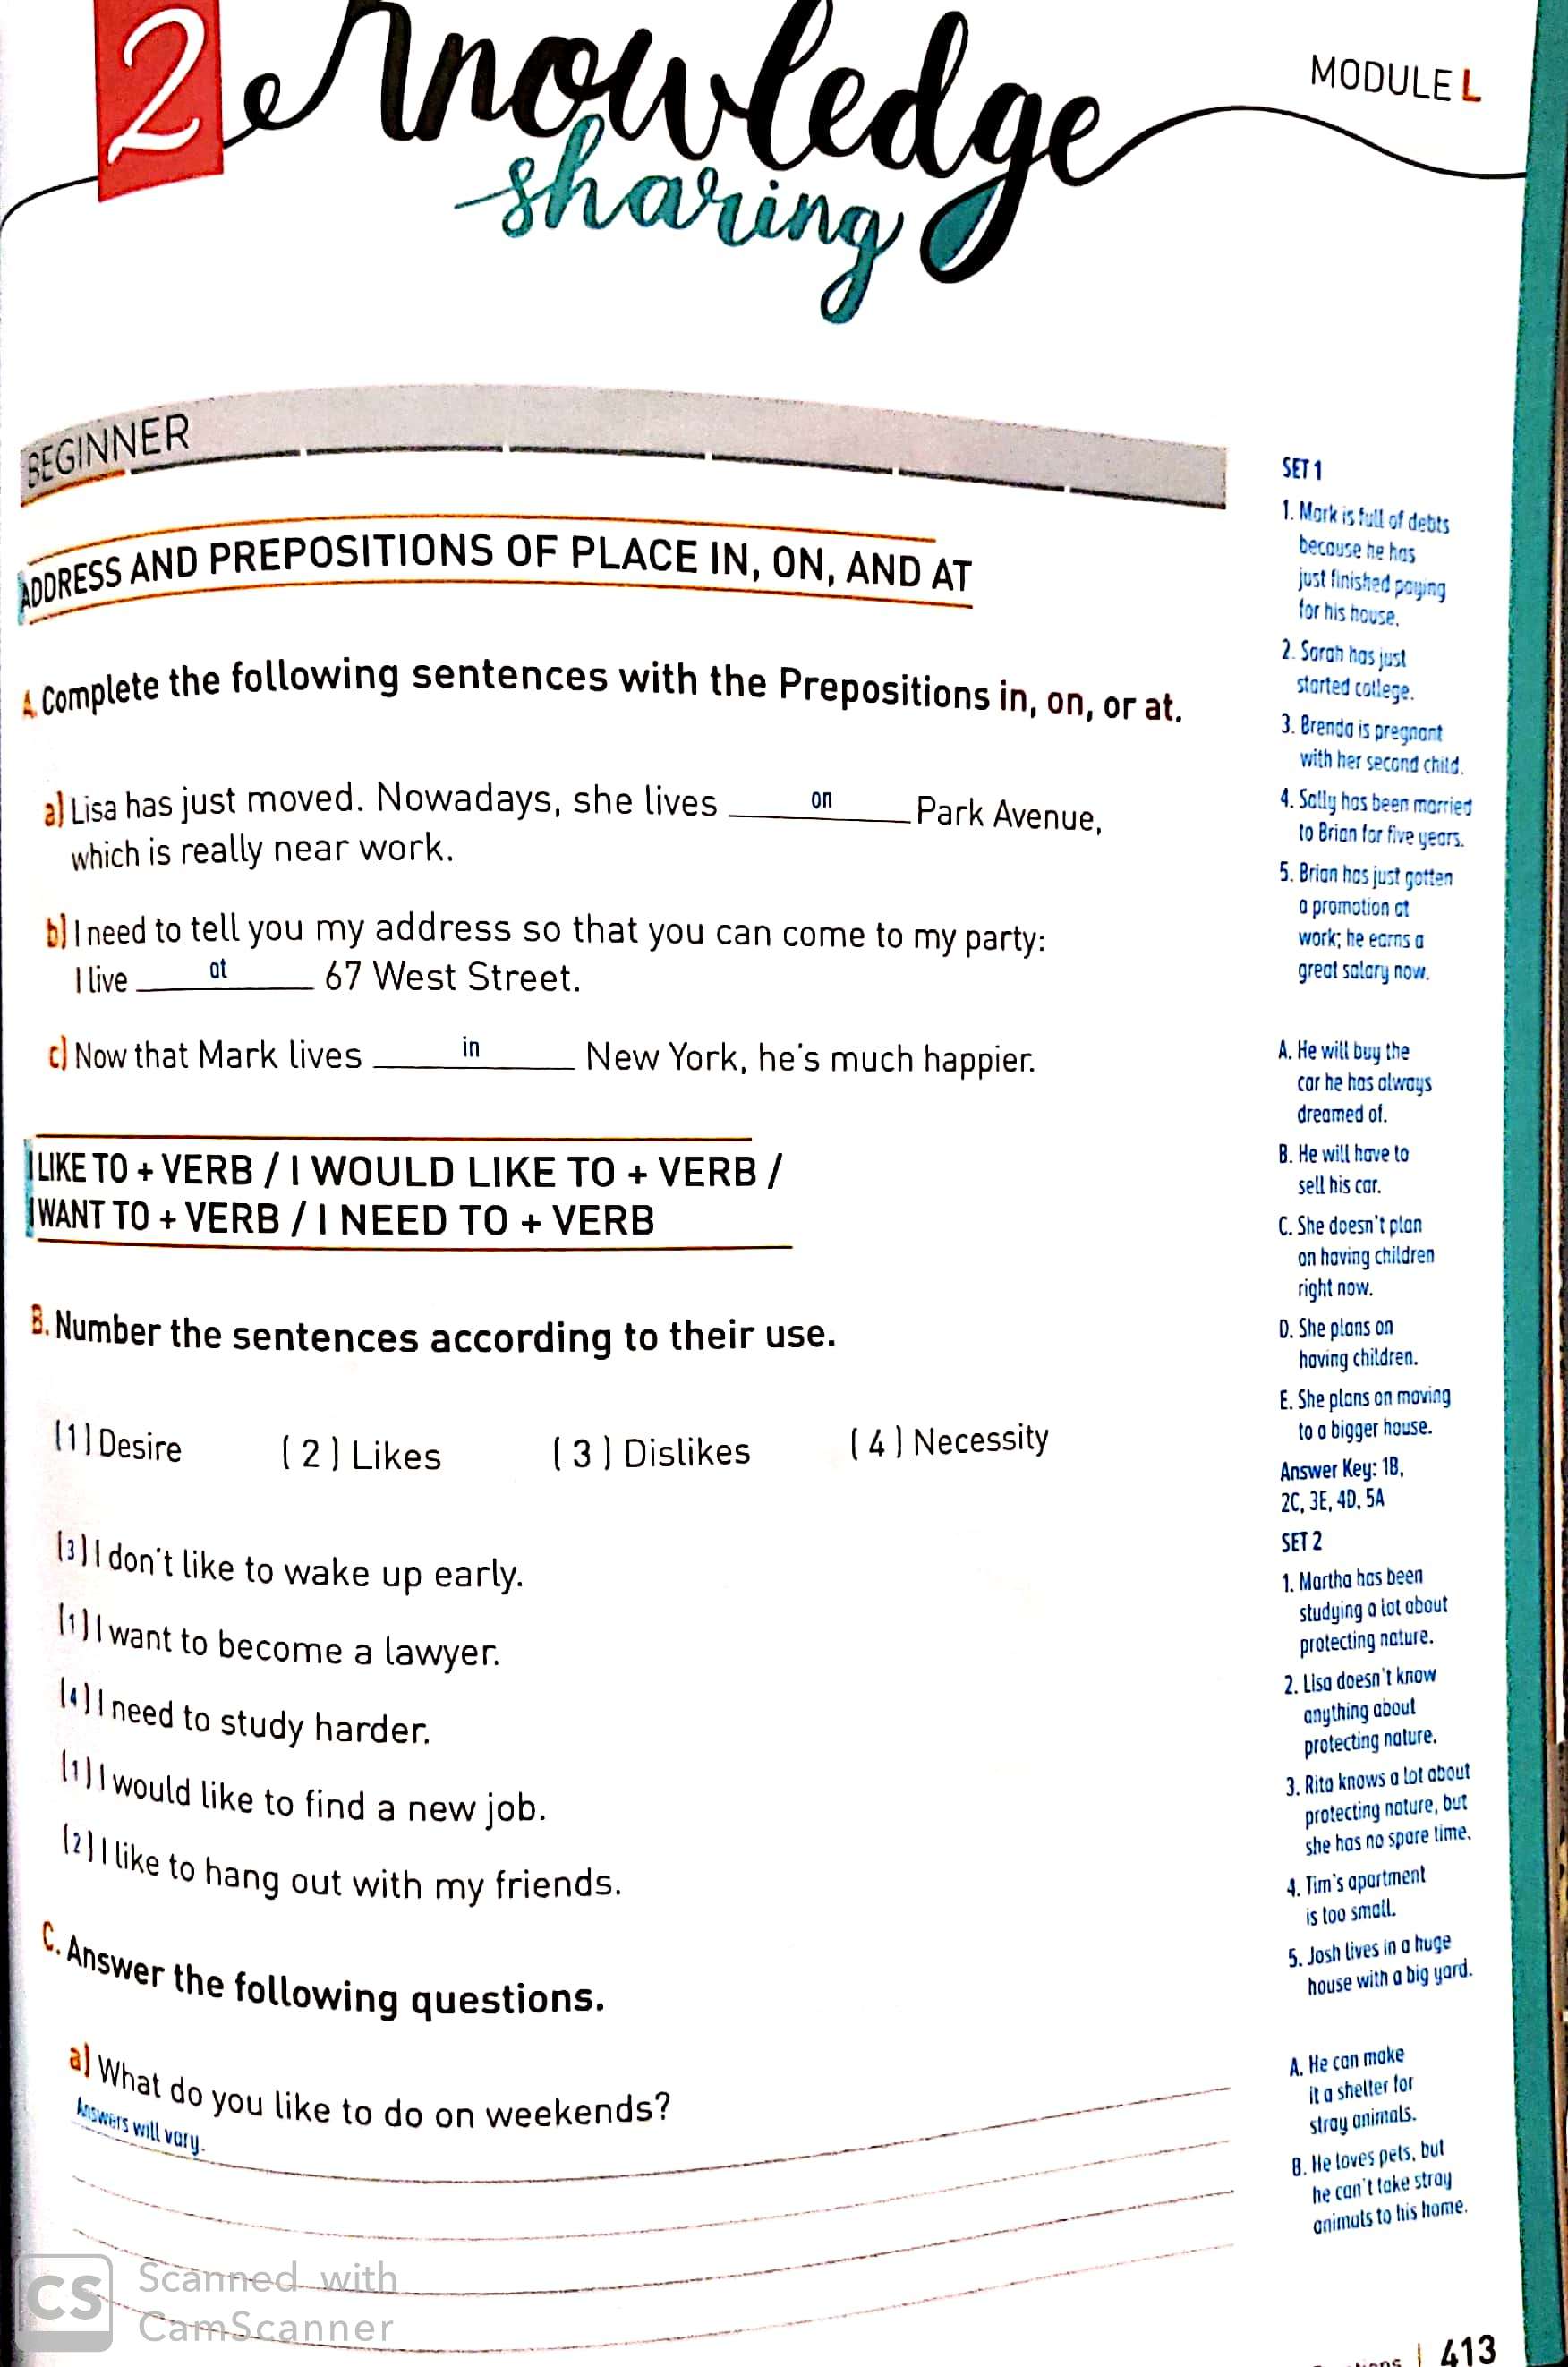 2 Knowledge
sharing
MODULE L
BEGINNER
ADDRESS AND PREPOSITIONS OF PLACE IN, ON, AND AT
A. Complete the following sentences with the Prepositions in, on, or at.
a) Lisa has just moved. Nowadays, she lives on Park Avenue,
which is really near work.
b) I need to tell you my address so that you can come to my party:
I live at 67 West Street.
c) Now that Mark lives in New York, he's much happier.
I LIKE TO + VERB / I WOULD LIKE TO + VERB /
I WANT TO + VERB / I NEED TO + VERB
B. Number the sentences according to their use.
(1) Desire (2) Likes (3) Dislikes (4) Necessity
(3) I don't like to wake up early.
(1) I want to become a lawyer.
(4) I need to study harder.
(1) I would like to find a new job.
(2) I like to hang out with my friends.
C. Answer the following questions.
a) What do you like to do on weekends?
Answers will vary.
SET 1
1. Mark is full of debts
because he has
just finished paying
for his house.
2. Sarah has just
started college.
3. Brenda is pregnant
with her second child.
4. Sally has been married
to Brian for five years.
5. Brian has just gotten
a promotion at
work; he earns a
great salary now.
A. He will buy the
car he has always
dreamed of.
B. He will have to
sell his car.
C. She doesn't plan
on having children
right now.
D. She plans on
having children.
E. She plans on moving
to a bigger house.
Answer Key: 1B,
2C, 3E, 4D, 5A
SET 2
1. Martha has been
studying a lot about
protecting nature.
2. Lisa doesn't know
anything about
protecting nature.
3. Rita knows a lot about
protecting nature, but
she has no spare time.
4. Tim's apartment
is too small.
5. Josh lives in a huge
house with a big yard.
A. He can make
it a shelter for
stray animals.
B. He loves pets, but
he can't take stray
animals to his home.
CS Scanned with
CamScanner
413